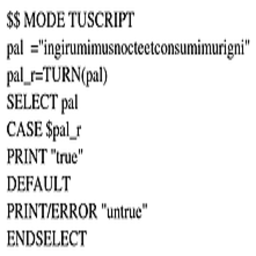 $$ MODE TUSCRIPT
pal ="ingirumimusnocteetconsumimurigni"
pal_r=TURN(pal)
SELECT pal
CASE $pal_r
PRINT "true"
DEFAULT
PRINT/ERROR "untrue"
ENDSELECT